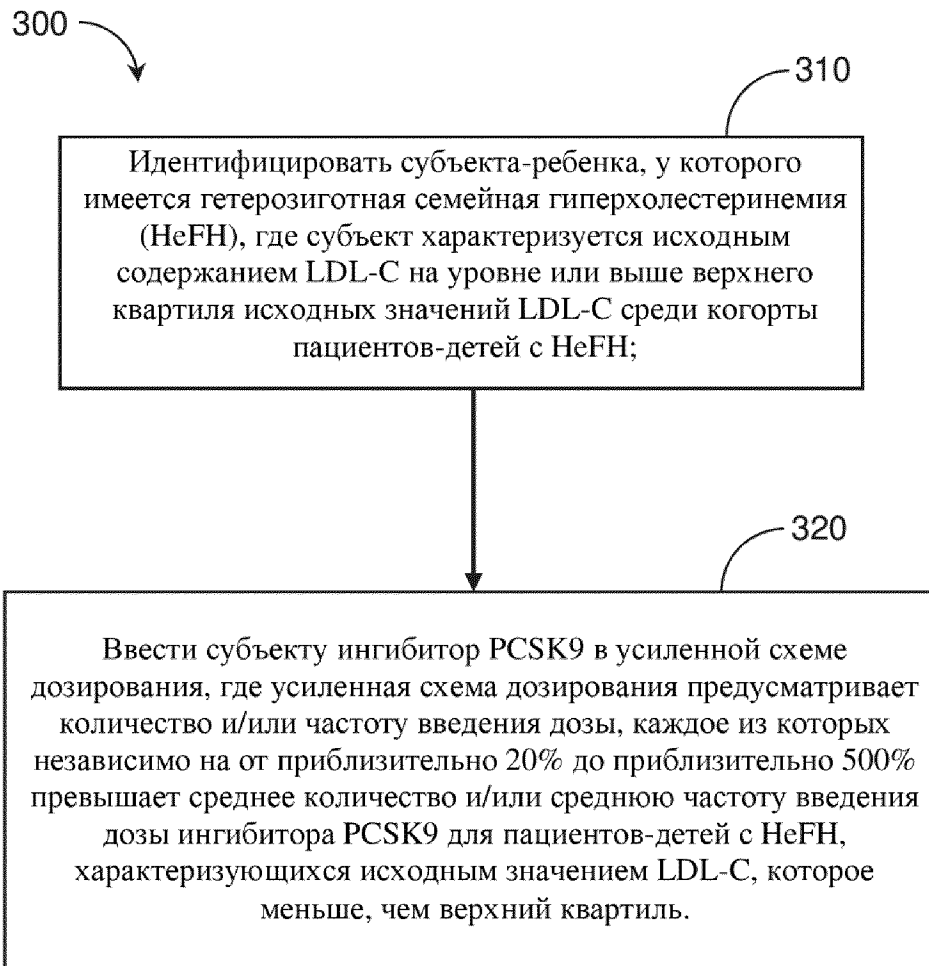 300
310
Идентифицировать субъекта-ребенка, у которого
имеется гетерозиготная семейная гиперхолестеринемия
(HeFH), где субъект характеризуется исходным
содержанием LDL-C на уровне или выше верхнего
квартиля исходных значений LDL-C среди когорты
пациентов-детей с HeFH;
320
Ввести субъекту ингибитор PCSK9 в усиленной схеме
дозирования, где усиленная схема дозирования предусматривает
количество и/или частоту введения дозы, каждое из которых
независимо на от приблизительно 20% до приблизительно 500%
превышает среднее количество и/или среднюю частоту введения
дозы ингибитора PCSK9 для пациентов-детей с HeFH,
характеризующихся исходным значением LDL-C, которое
меньше, чем верхний квартиль.